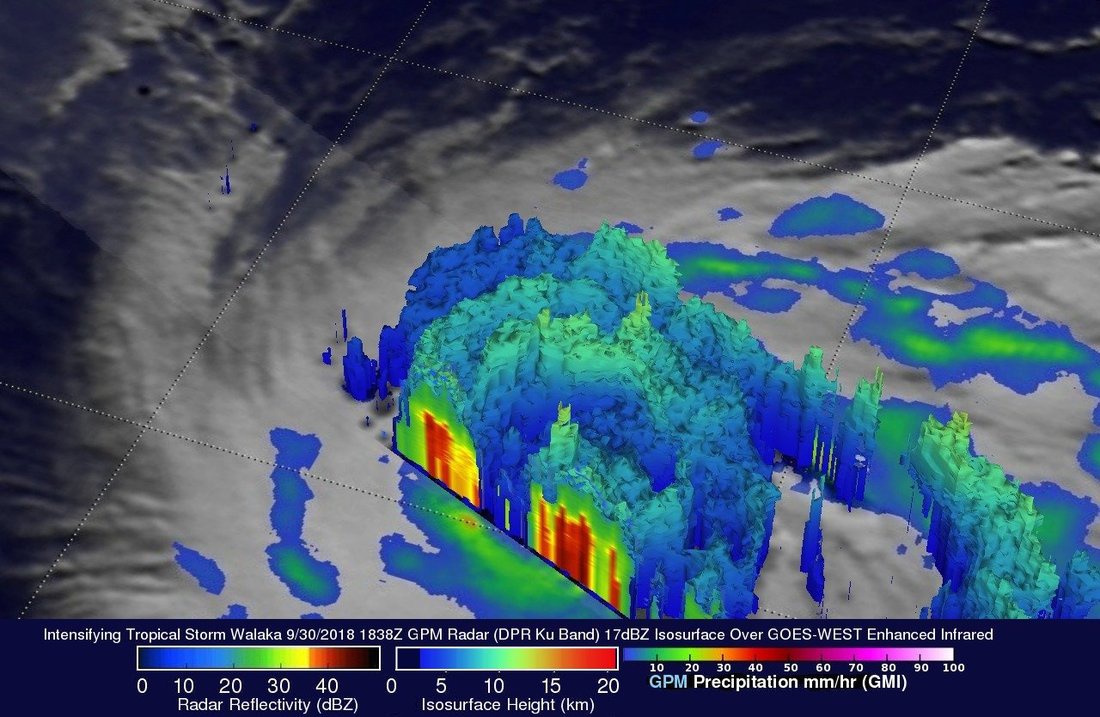 Intensifying Tropical Storm Walaka 9/30/2018 1838Z GPM Radar (DPR Ku Band) 17dBZ Isosurface Over GOES-WEST Enhanced Infrared
0 10 20 30 40
Radar Reflectivity (dBZ)
0 5 10 15 20
Isosurface Height (km)
10 20 30 40 50 60 70 80 90 100
GPM Precipitation mm/hr (GMI)